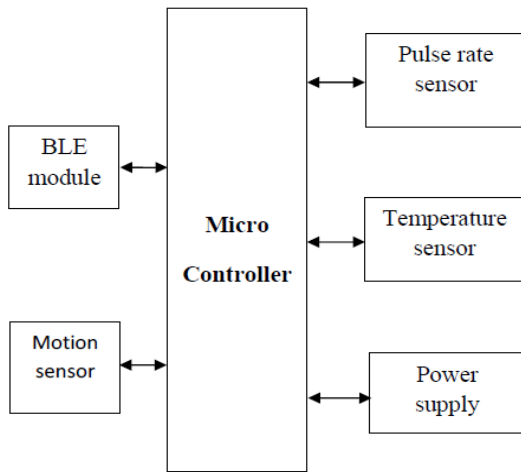 Pulse rate
sensor
BLE
module
Micro
Controller
Temperature
sensor
Motion
sensor
Power
supply